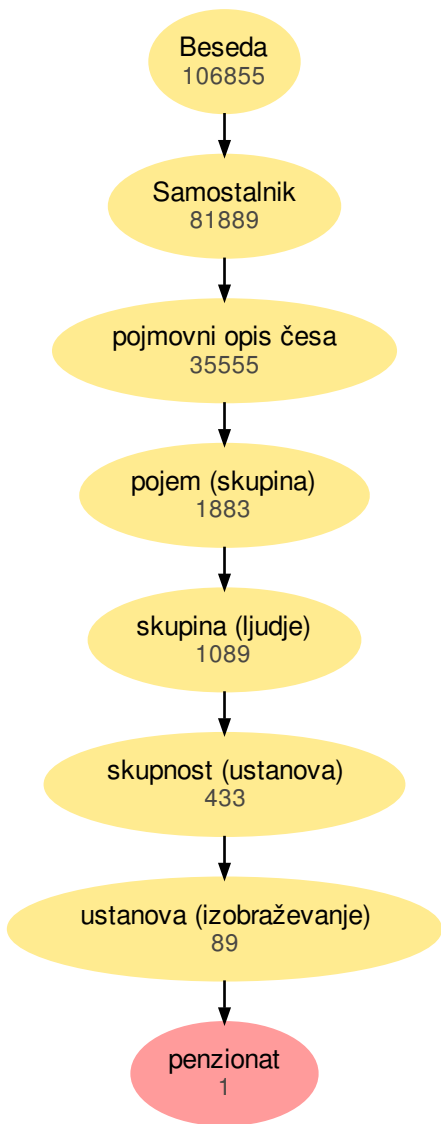 Beseda
106855
Samostalnik
81889
pojmovni opis česa
35555
pojem (skupina)
1883
skupina (ljudje)
1089
skupnost (ustanova)
433
ustanova (izobraževanje)
89
penzionat
1